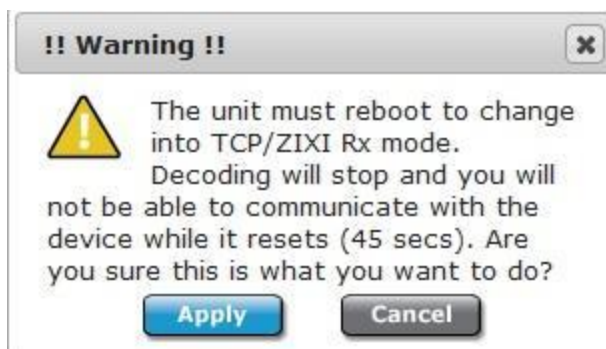 !! Warning !!
The unit must reboot to change
into TCP/ZIXI Rx mode.
Decoding will stop and you will
not be able to communicate with the
device while it resets (45 secs). Are
you sure this is what you want to do?
Apply
Cancel